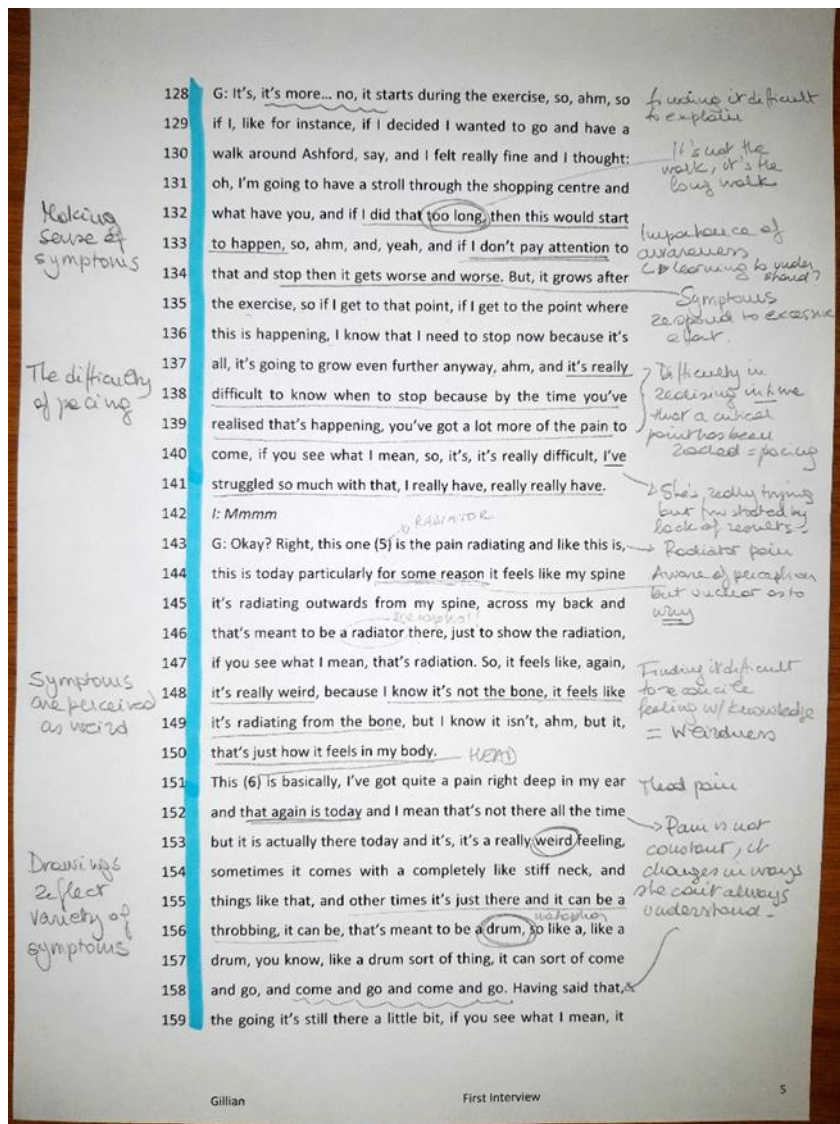 128 G: It's, it's more... no, it starts during the exercise, so, ahm, so
129 if I, like for instance, if I decided I wanted to go and have a
130 walk around Ashford, say, and I felt really fine and I thought:
131 oh, I'm going to have a stroll through the shopping centre and
132 what have you, and if I did that too long, then this would start
133 to happen, so, ahm, and, yeah, and if I don't pay attention to
134 that and stop then it gets worse and worse. But, it grows after
135 the exercise, so if I get to that point, if I get to the point where
136 this is happening, I know that I need to stop now because it's
137 all, it's going to grow even further anyway, ahm, and it's really
138 difficult to know when to stop because by the time you've
139 realised that's happening, you've got a lot more of the pain to
140 come, if you see what I mean, so, it's, it's really difficult, I've
141 struggled so much with that, I really have, really really have.
142 I: Mmmm
RADIATOR
143 G: Okay? Right, this one (5) is the pain radiating and like this is,
144 this is today particularly for some reason it feels like my spine
145 it's radiating outwards from my spine, across my back and
146 that's meant to be a radiator there, just to show the radiation,
147 if you see what I mean, that's radiation. So, it feels like, again,
148 it's really weird, because I know it's not the bone, it feels like
149 it's radiating from the bone, but I know it isn't, ahm, but it,
150 that's just how it feels in my body.
HEAD
151 This (6) is basically, I've got quite a pain right deep in my ear
152 and that again is today and I mean that's not there all the time
153 but it is actually there today and it's, it's a really weird feeling,
154 sometimes it comes with a completely like stiff neck, and
155 things like that, and other times it's just there and it can be a
metaphor
156 throbbing, it can be, that's meant to be a drum, so like a, like a
157 drum, you know, like a drum sort of thing, it can sort of come
158 and go, and come and go and come and go. Having said that,
159 the going it's still there a little bit, if you see what I mean, it
Making
sense of
symptoms
The difficulty
of pacing
Symptoms
are perceived
as weird
Drawings
reflect
variety of
symptoms
finding it difficult
to explain
It's not the
walk, it's the
long walk
Importance of
awareness
learning to under
stand?
Symptoms
respond to excessive
effort.
Difficulty in
realising in time
that a critical
point has been
reached = pacing
She's really trying
but frustrated by
lack of results-
Radiator pain
Aware of perception
but unclear as to
why
Finding it difficult
to reconcile
feeling w/ knowledge
= Weirdness
Head pain
Pain is not
constant, it
changes in ways
she can't always
understand-
Gillian First Interview 5